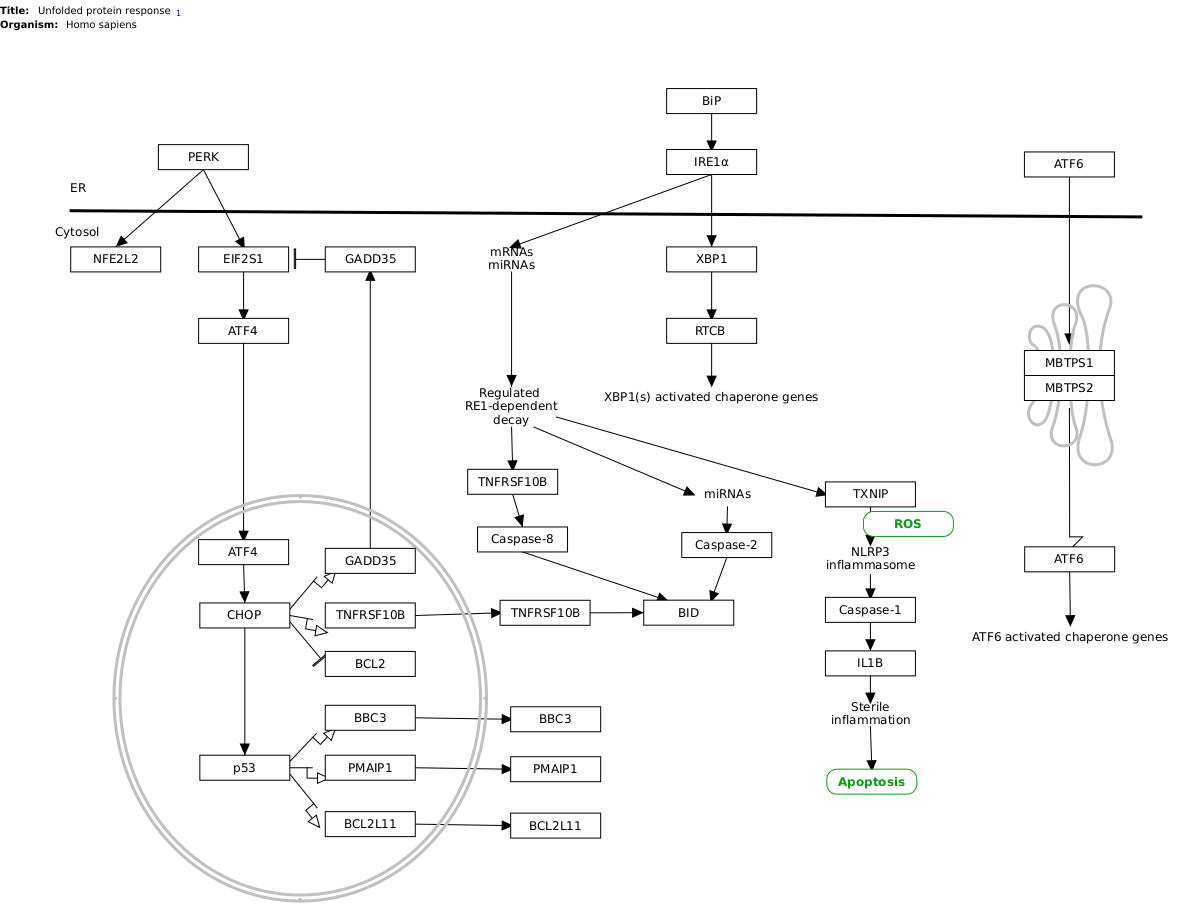 Title: Unfolded protein response 1
Organism: Homo sapiens
BiP
PERK
IRE1α
ATF6
ER
Cytosol
NFE2L2
EIF2S1
GADD35
mRNAs
miRNAs
XBP1
ATF4
RTCB
MBTPS1
MBTPS2
Regulated
RE1-dependent
decay
XBP1(s) activated chaperone genes
TNFRSF10B
miRNAs
TXNIP
ROS
Caspase-8
Caspase-2
NLRP3
inflammasome
ATF4
GADD35
ATF6
CHOP
TNFRSF10B
TNFRSF10B
BID
Caspase-1
ATF6 activated chaperone genes
BCL2
IL1B
BBC3
BBC3
Sterile
inflammation
p53
PMAIP1
PMAIP1
Apoptosis
BCL2L11
BCL2L11